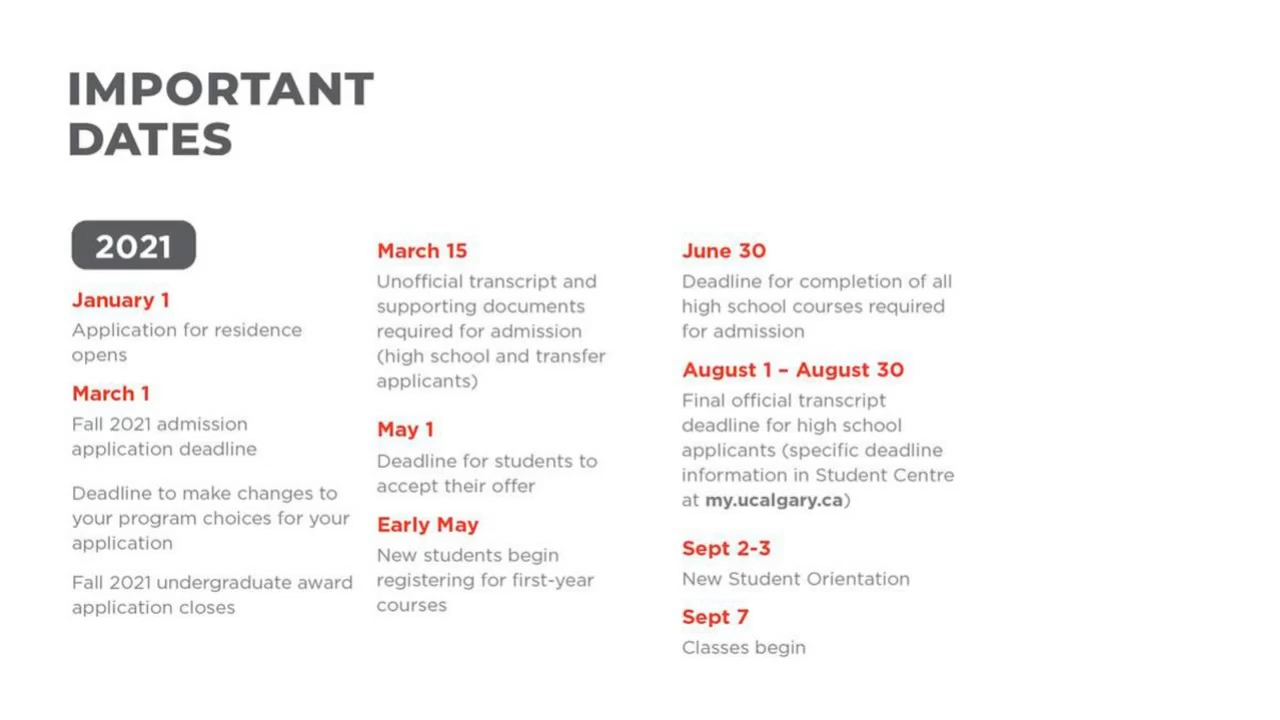 IMPORTANT
DATES
2021
January 1
Application for residence
opens
March 1
Fall 2021 admission
application deadline
Deadline to make changes to
your program choices for your
application
Fall 2021 undergraduate award
application closes
March 15
Unofficial transcript and
supporting documents
required for admission
(high school and transfer
applicants)
May 1
Deadline for students to
accept their offer
Early May
New students begin
registering for first-year
courses
June 30
Deadline for completion of all
high school courses required
for admission
August 1 – August 30
Final official transcript
deadline for high school
applicants (specific deadline
information in Student Centre
at my.ucalgary.ca)
Sept 2-3
New Student Orientation
Sept 7
Classes begin